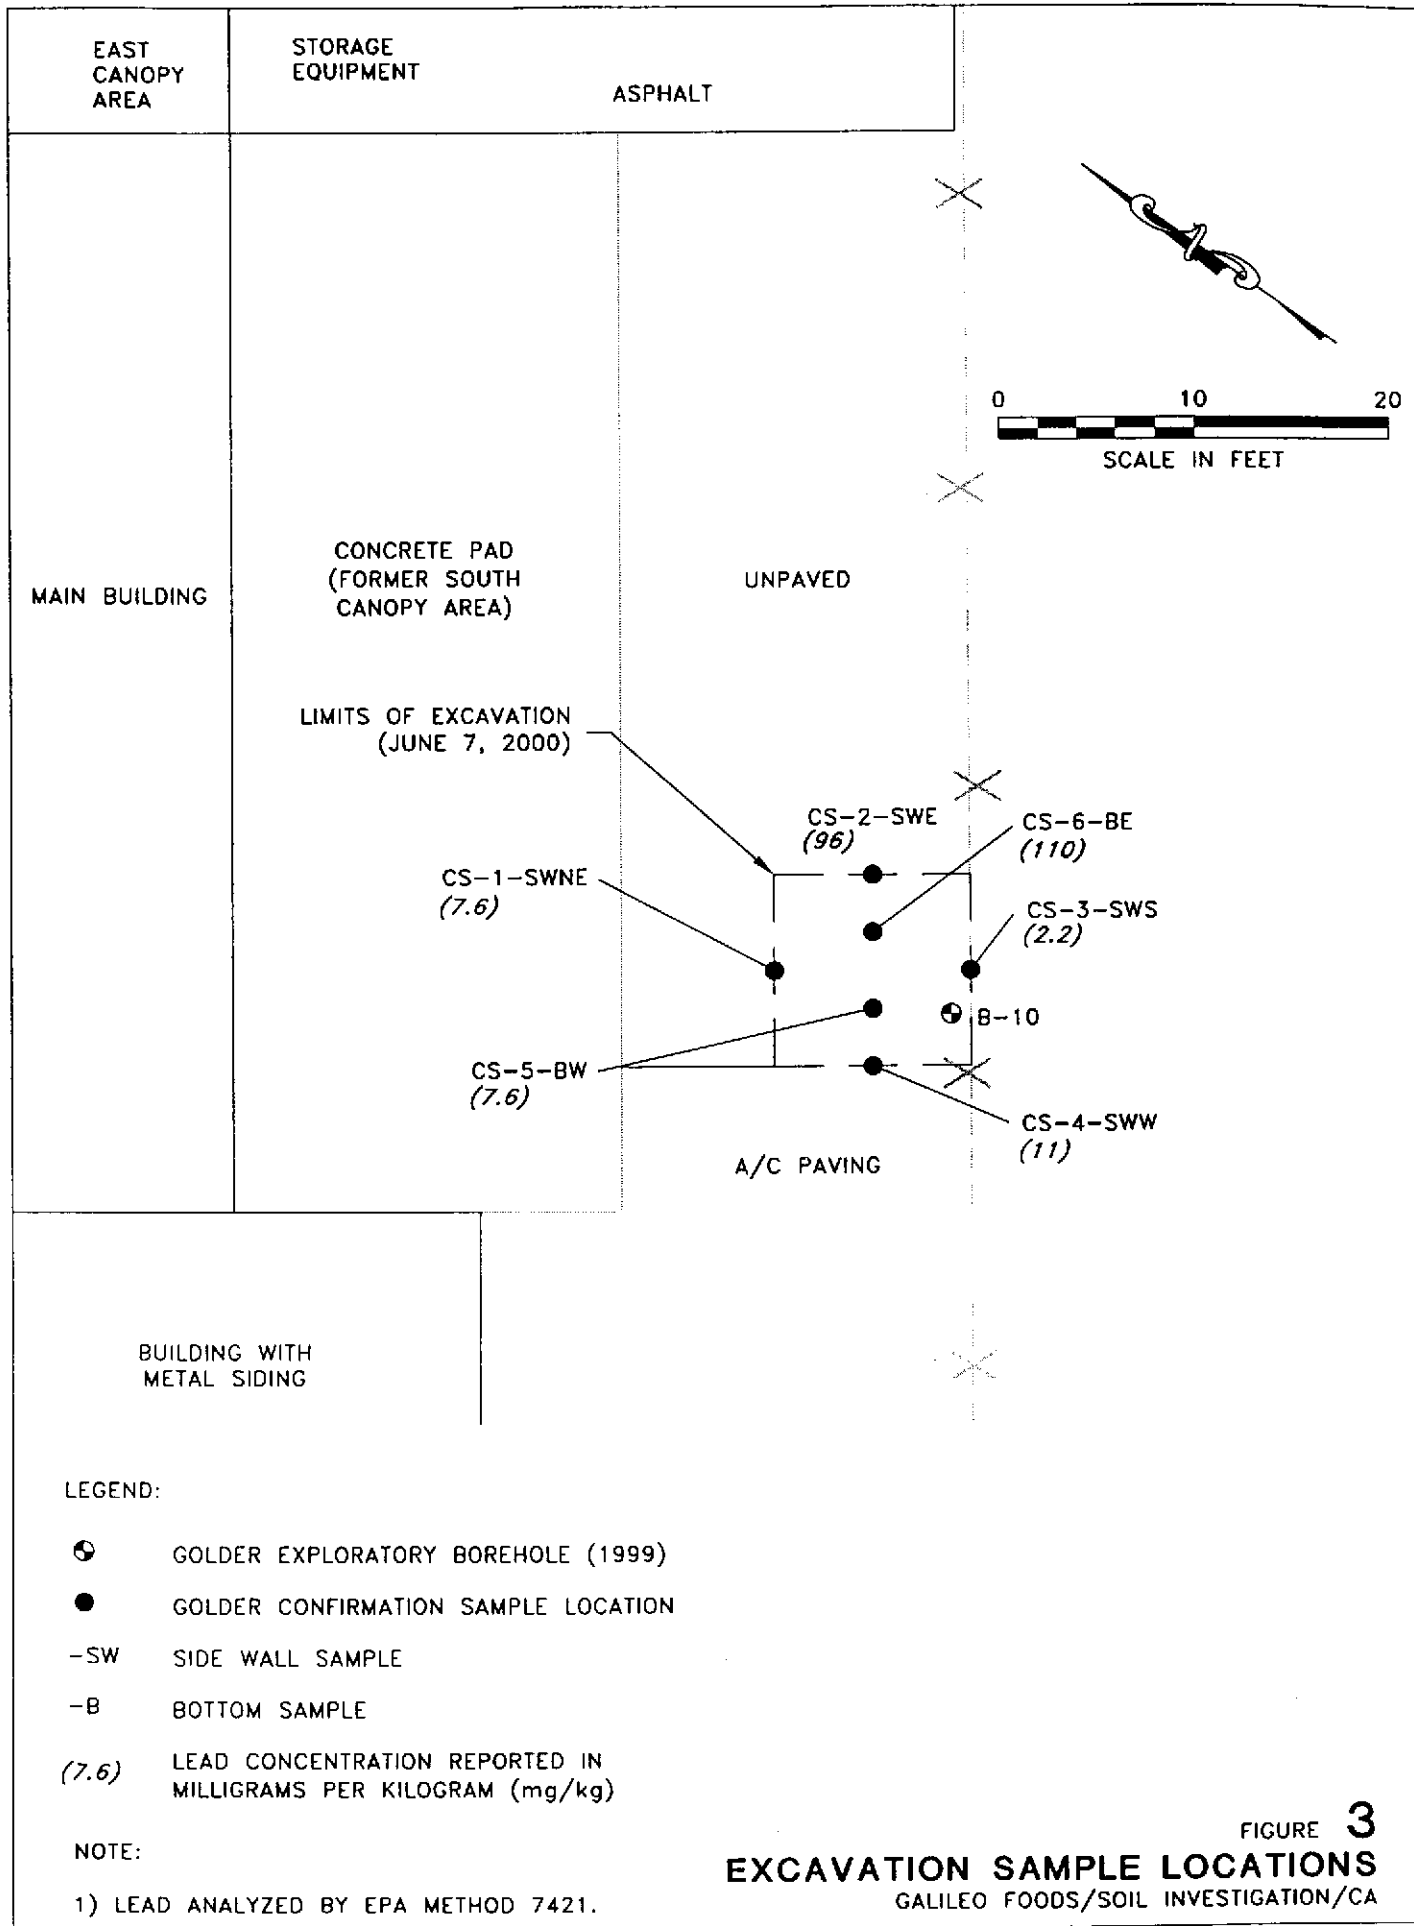 EAST
CANOPY
AREA
STORAGE
EQUIPMENT
ASPHALT
0 10 20
SCALE IN FEET
MAIN BUILDING
CONCRETE PAD
(FORMER SOUTH
CANOPY AREA)
UNPAVED
LIMITS OF EXCAVATION
(JUNE 7, 2000)
CS-2-SWE
(96)
CS-6-BE
(110)
CS-1-SWNE
(7.6)
CS-3-SWS
(2.2)
B-10
CS-5-BW
(7.6)
CS-4-SWW
(11)
A/C PAVING
BUILDING WITH
METAL SIDING
LEGEND:
GOLDER EXPLORATORY BOREHOLE (1999)
GOLDER CONFIRMATION SAMPLE LOCATION
-SW SIDE WALL SAMPLE
-B BOTTOM SAMPLE
(7.6) LEAD CONCENTRATION REPORTED IN
MILLIGRAMS PER KILOGRAM (mg/kg)
NOTE:
1) LEAD ANALYZED BY EPA METHOD 7421.
FIGURE 3
EXCAVATION SAMPLE LOCATIONS
GALILEO FOODS/SOIL INVESTIGATION/CA